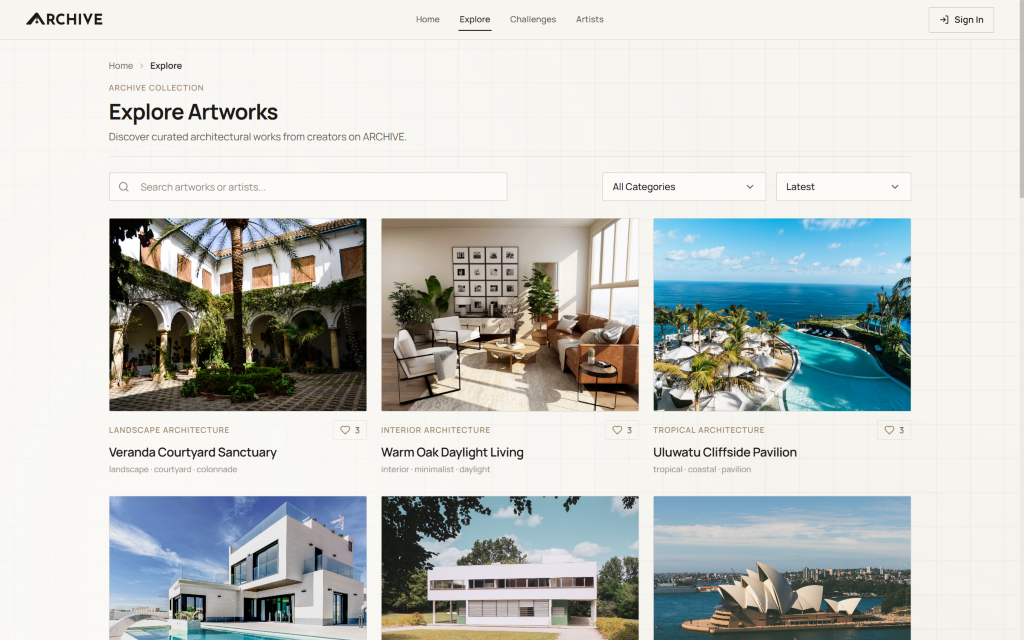 ARCHIVE
Home
Explore
Challenges
Artists
Sign In
Home > Explore
ARCHIVE COLLECTION
Explore Artworks
Discover curated architectural works from creators on ARCHIVE.
Search artworks or artists...
All Categories
Latest
LANDSCAPE ARCHITECTURE
3
Veranda Courtyard Sanctuary
landscape · courtyard · colonnade
INTERIOR ARCHITECTURE
3
Warm Oak Daylight Living
interior · minimalist · daylight
TROPICAL ARCHITECTURE
3
Uluwatu Cliffside Pavilion
tropical · coastal · pavilion